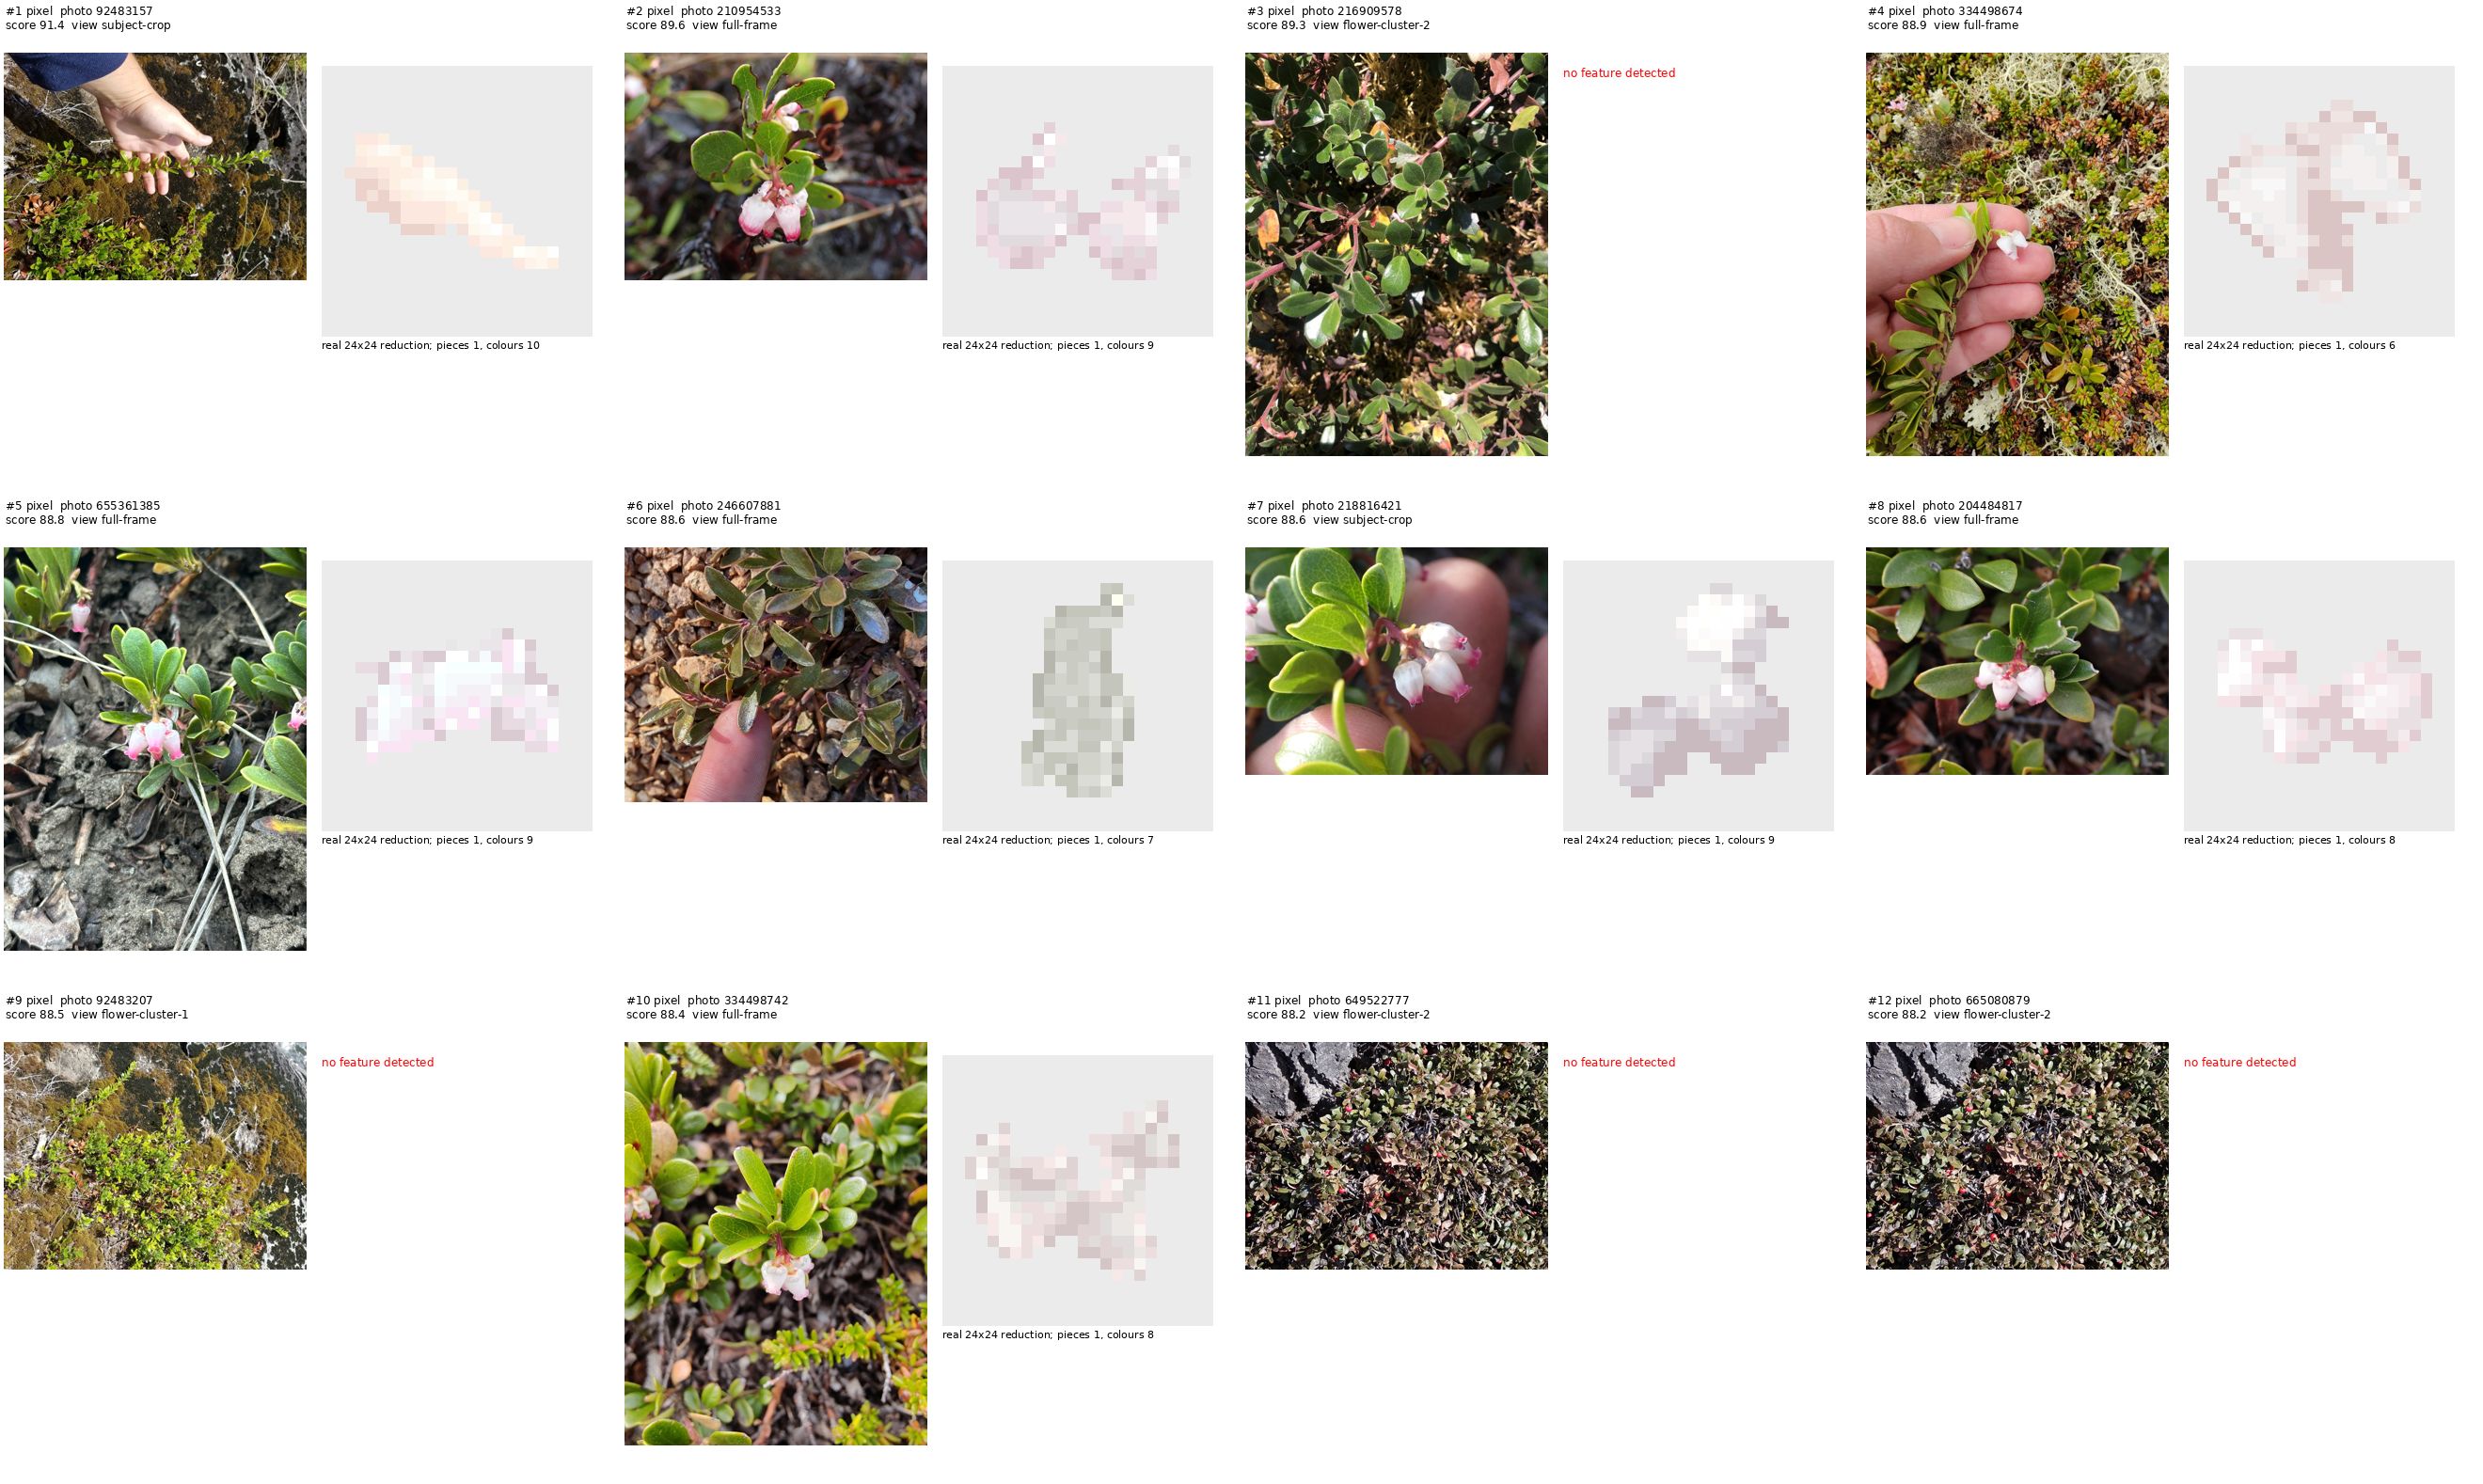 #1 pixel  photo 92483157
score 91.4  view subject-crop
real 24x24 reduction; pieces 1, colours 10
#2 pixel  photo 210954533
score 89.6  view full-frame
real 24x24 reduction; pieces 1, colours 9
#3 pixel  photo 216909578
score 89.3  view flower-cluster-2
no feature detected
#4 pixel  photo 334498674
score 88.9  view full-frame
real 24x24 reduction; pieces 1, colours 6
#5 pixel  photo 655361385
score 88.8  view full-frame
real 24x24 reduction; pieces 1, colours 9
#6 pixel  photo 246607881
score 88.6  view full-frame
real 24x24 reduction; pieces 1, colours 7
#7 pixel  photo 218816421
score 88.6  view subject-crop
real 24x24 reduction; pieces 1, colours 9
#8 pixel  photo 204484817
score 88.6  view full-frame
real 24x24 reduction; pieces 1, colours 8
#9 pixel  photo 92483207
score 88.5  view flower-cluster-1
no feature detected
#10 pixel  photo 334498742
score 88.4  view full-frame
real 24x24 reduction; pieces 1, colours 8
#11 pixel  photo 649522777
score 88.2  view flower-cluster-2
no feature detected
#12 pixel  photo 665080879
score 88.2  view flower-cluster-2
no feature detected